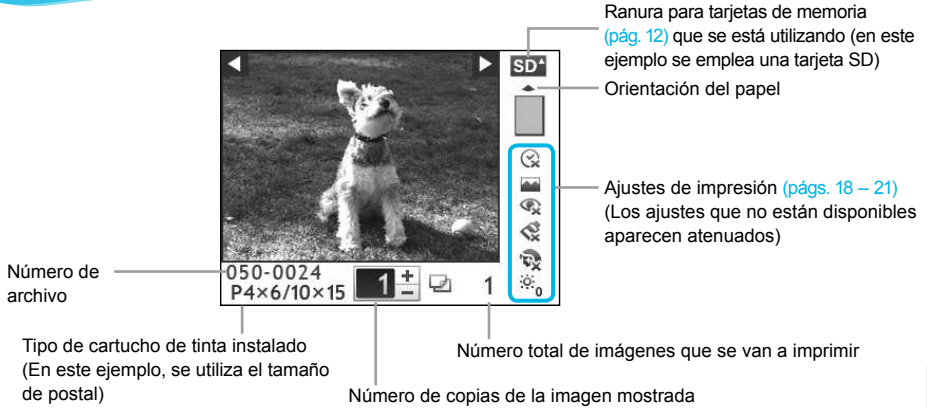 Ranura para tarjetas de memoria
(pág. 12) que se está utilizando (en este
ejemplo se emplea una tarjeta SD)
SD
Orientación del papel
Ajustes de impresión (págs. 18 – 21)
(Los ajustes que no están disponibles
aparecen atenuados)
Número de
archivo
050-0024
P4×6/10×15
1
+
−
1
0
Tipo de cartucho de tinta instalado
(En este ejemplo, se utiliza el tamaño
de postal)
Número total de imágenes que se van a imprimir
Número de copias de la imagen mostrada